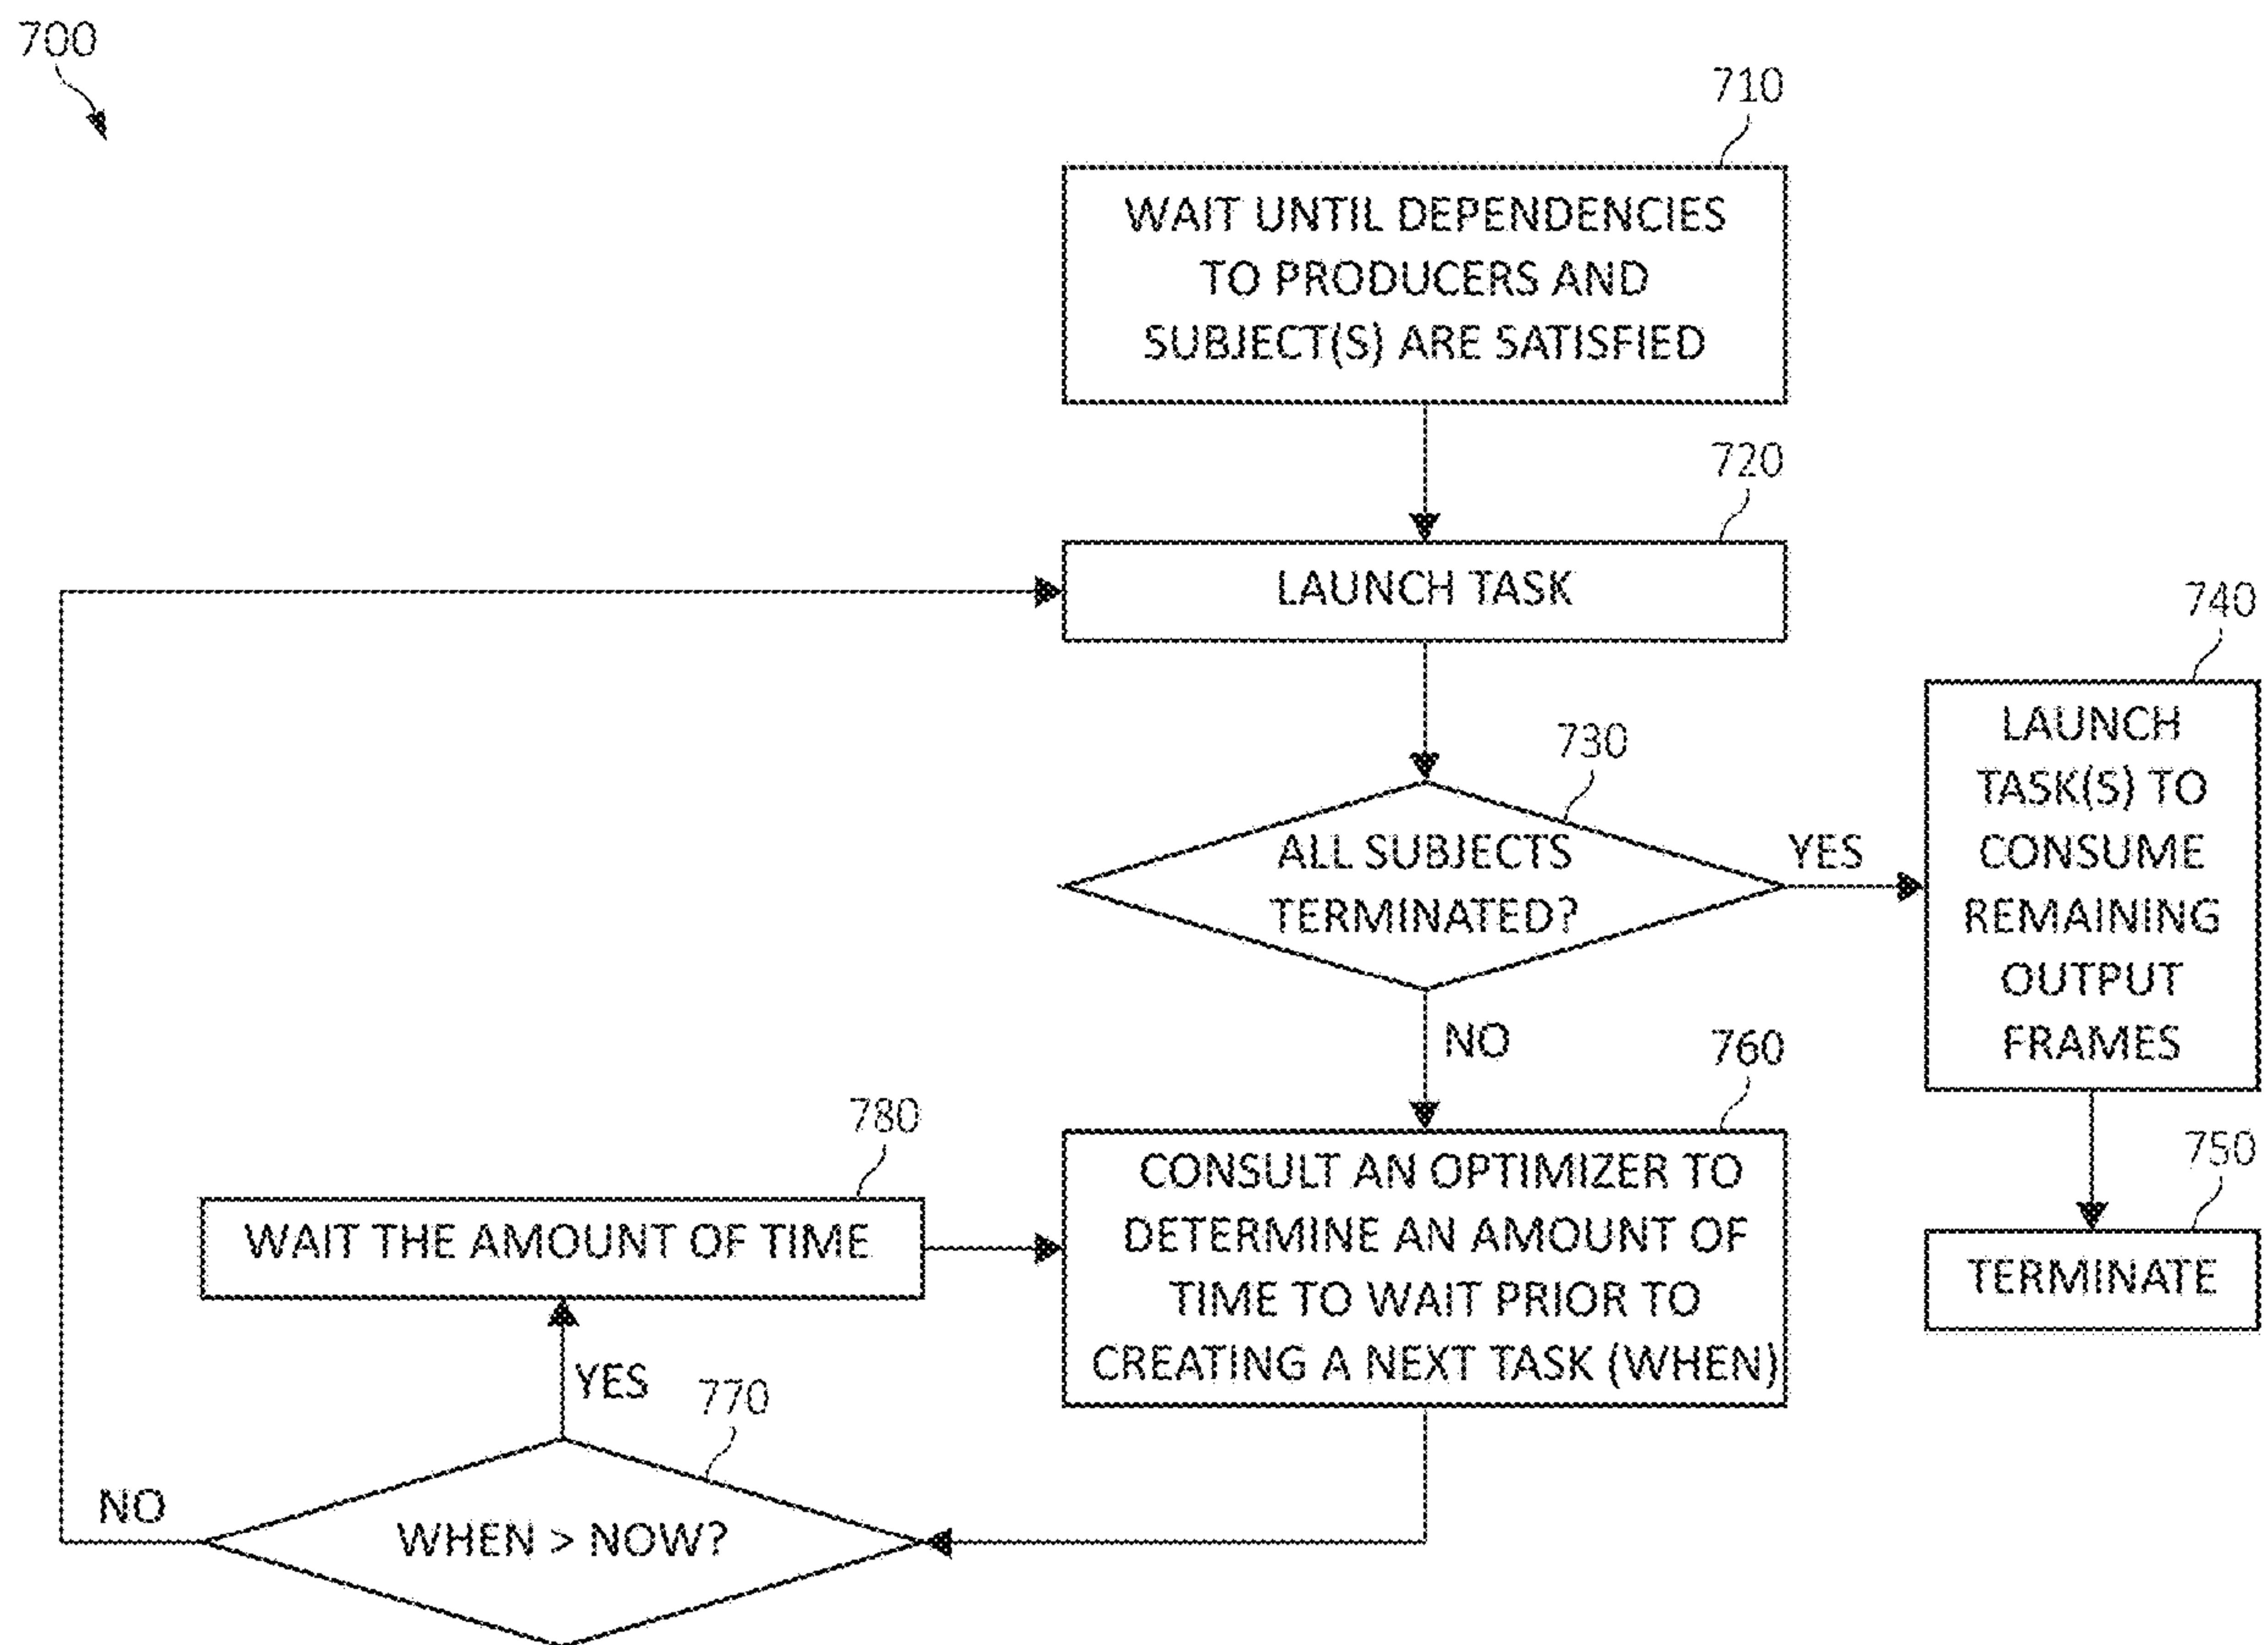 700
710
WAIT UNTIL DEPENDENCIES
TO PRODUCERS AND
SUBJECT(S) ARE SATISFIED
720
LAUNCH TASK
730
ALL SUBJECTS
TERMINATED?
YES
NO
740
LAUNCH
TASK(S) TO
CONSUME
REMAINING
OUTPUT
FRAMES
750
TERMINATE
760
CONSULT AN OPTIMIZER TO
DETERMINE AN AMOUNT OF
TIME TO WAIT PRIOR TO
CREATING A NEXT TASK (WHEN)
780
WAIT THE AMOUNT OF TIME
YES
770
WHEN > NOW?
NO